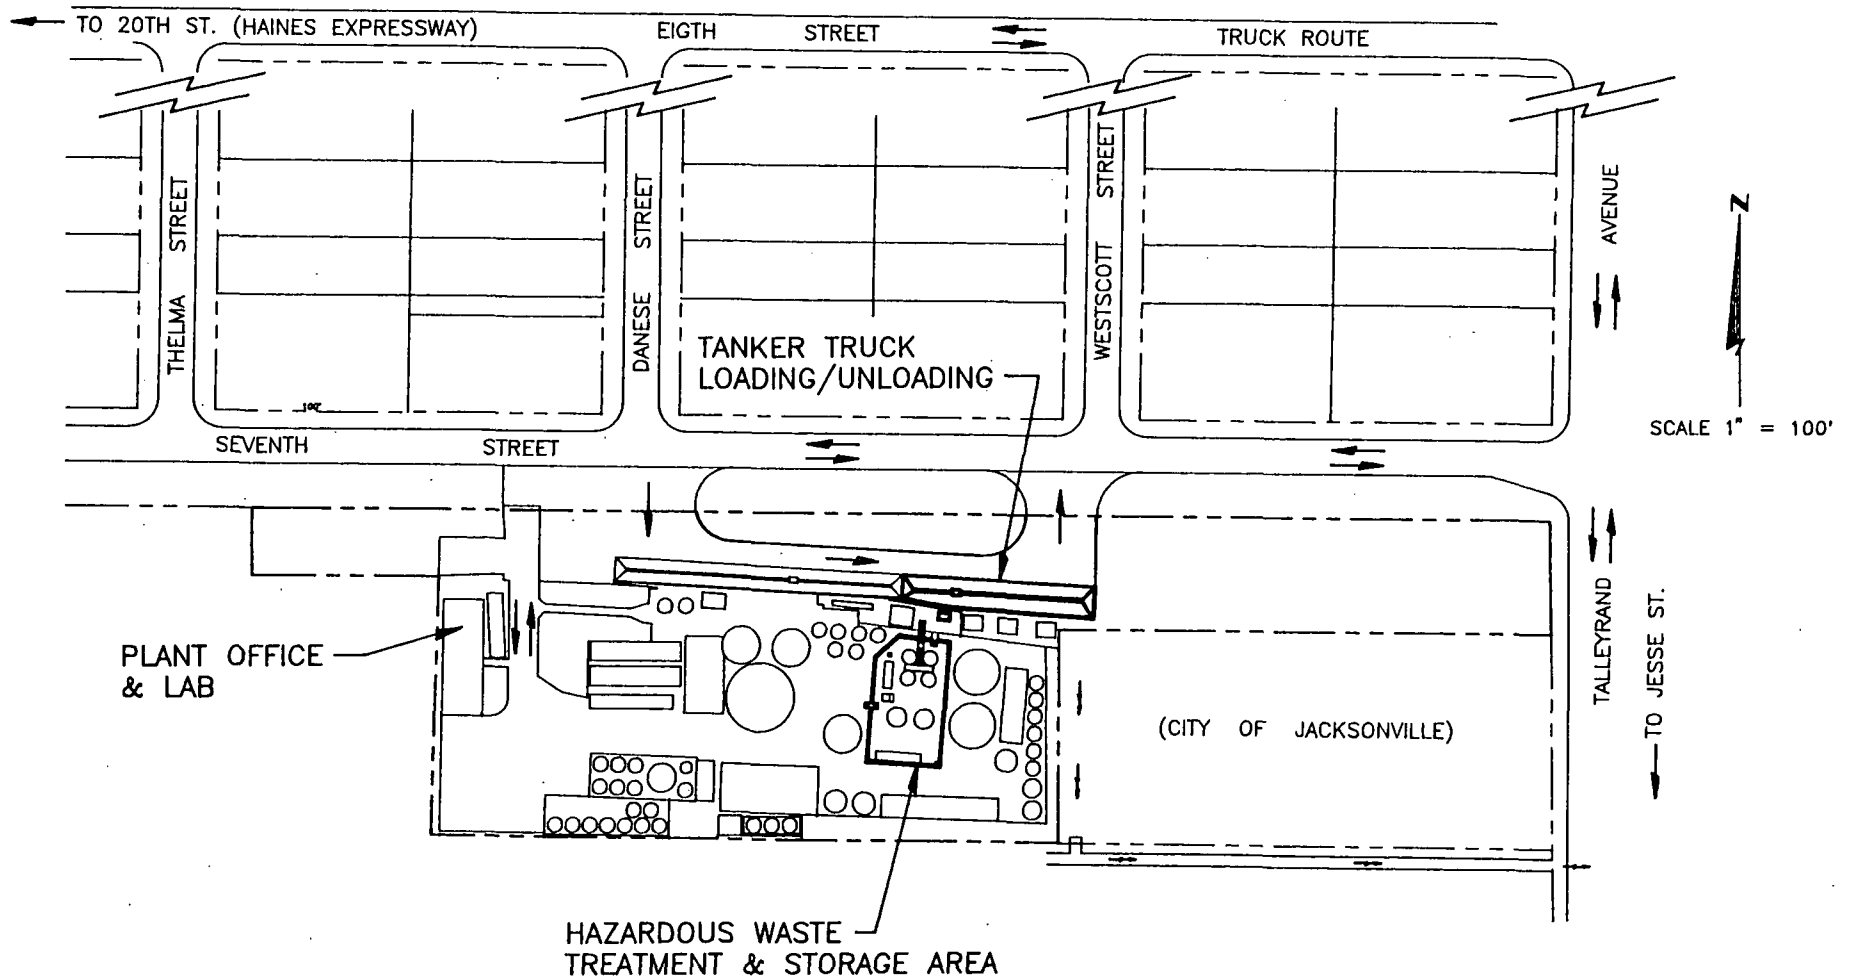 TO 20TH ST. (HAINES EXPRESSWAY)
EIGTH STREET
TRUCK ROUTE
THELMA STREET
DANESE STREET
WESTSCOTT STREET
AVENUE
N
SCALE 1" = 100'
TANKER TRUCK
LOADING/UNLOADING
100'
SEVENTH STREET
PLANT OFFICE
& LAB
TALLEYRAND
TO JESSE ST.
(CITY OF JACKSONVILLE)
HAZARDOUS WASTE
TREATMENT & STORAGE AREA